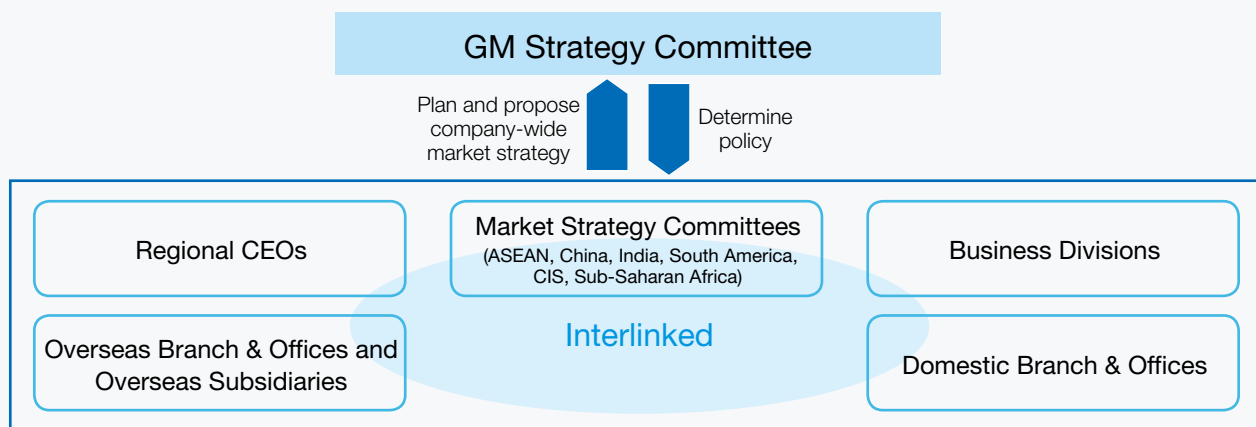 GM Strategy Committee
Plan and propose
company-wide
market strategy
Determine
policy
Regional CEOs
Market Strategy Committees
(ASEAN, China, India, South America,
CIS, Sub-Saharan Africa)
Business Divisions
Interlinked
Overseas Branch & Offices and
Overseas Subsidiaries
Domestic Branch & Offices